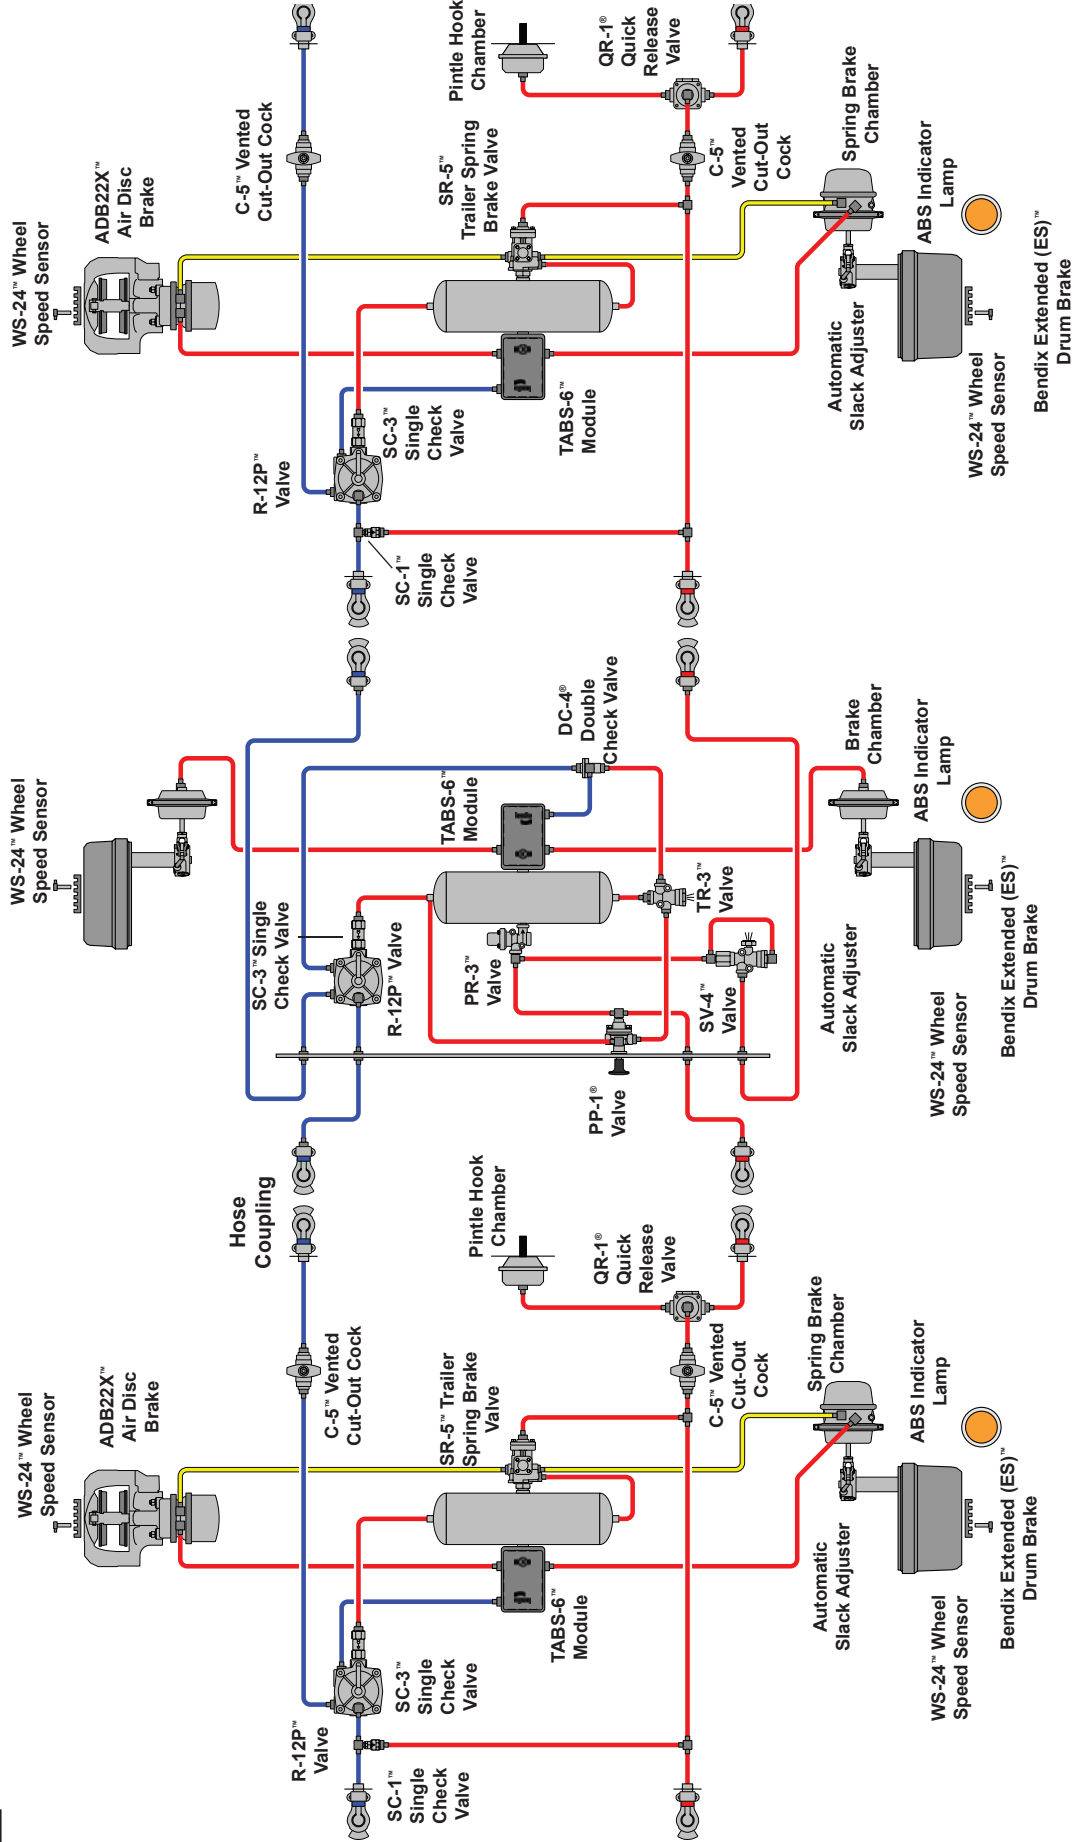 WS-24™ Wheel
Speed Sensor
ADB22X™
Air Disc
Brake
Hose
Coupling
C-5™ Vented
Cut-Out Cock
R-12P™
Valve
SC-1™
Single
Check
Valve
SC-3™
Single
Check
Valve
SR-5™ Trailer
Spring Brake
Valve
Pintle Hook
Chamber
TABS-6™
Module
QR-1®
Quick
Release
Valve
C-5™ Vented
Cut-Out
Cock
Spring Brake
Chamber
Automatic
Slack Adjuster
ABS Indicator
Lamp
WS-24™ Wheel
Speed Sensor
Bendix Extended (ES)™
Drum Brake
WS-24™ Wheel
Speed Sensor
SC-3™ Single
Check Valve
R-12P™ Valve
TABS-6™
Module
PR-3™
Valve
DC-4®
Double
Check Valve
PP-1®
Valve
TR-3™
Valve
SV-4™
Valve
Automatic
Slack Adjuster
Brake
Chamber
ABS Indicator
Lamp
WS-24™ Wheel
Speed Sensor
Bendix Extended (ES)™
Drum Brake
WS-24™ Wheel
Speed Sensor
ADB22X™
Air Disc
Brake
C-5™ Vented
Cut-Out Cock
R-12P™
Valve
SC-1™
Single
Check
Valve
SC-3™
Single
Check
Valve
SR-5™
Trailer Spring
Brake Valve
Pintle Hook
Chamber
TABS-6™
Module
QR-1®
Quick
Release
Valve
C-5™
Vented
Cut-Out
Cock
Spring Brake
Chamber
Automatic
Slack Adjuster
ABS Indicator
Lamp
WS-24™ Wheel
Speed Sensor
Bendix Extended (ES)™
Drum Brake